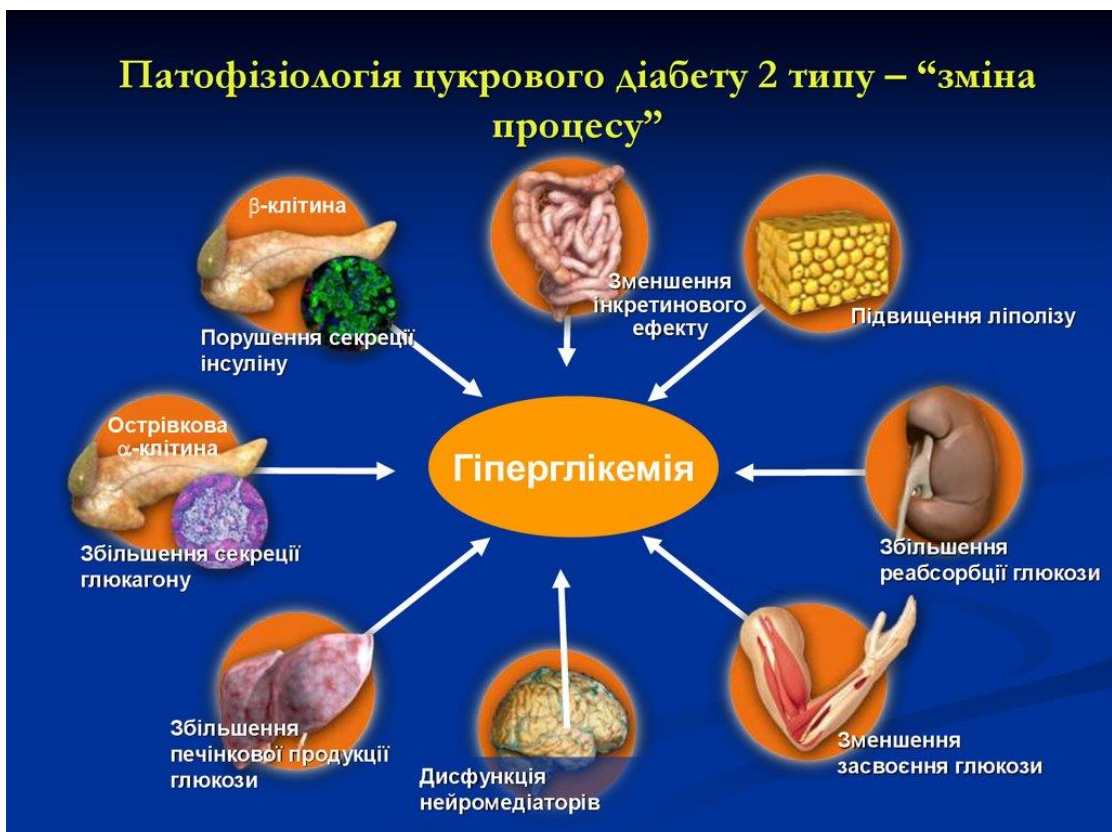 Патофізіологія цукрового діабету 2 типу – “зміна
процесу”
β-клітина
Порушення секреції
інсуліну
Зменшення
інкретинового
ефекту
Підвищення ліполізу
Острівкова
α-клітина
Збільшення секреції
глюкагону
Гіперглікемія
Збільшення
реабсорбції глюкози
Збільшення
печінкової продукції
глюкози
Дисфункція
нейромедіаторів
Зменшення
засвоєння глюкози